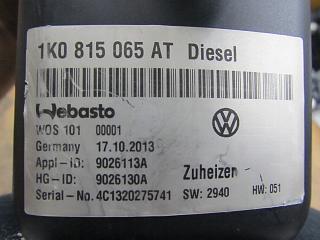 1K0 815 065 AT Diesel
Webasto
WOS 101 00001
Germany 17.10.2013
Appl-ID: 9026113A
HG-ID: 9026130A Zuheizer
Serial-No. 4C1320275741 SW: 2940 HW: 051